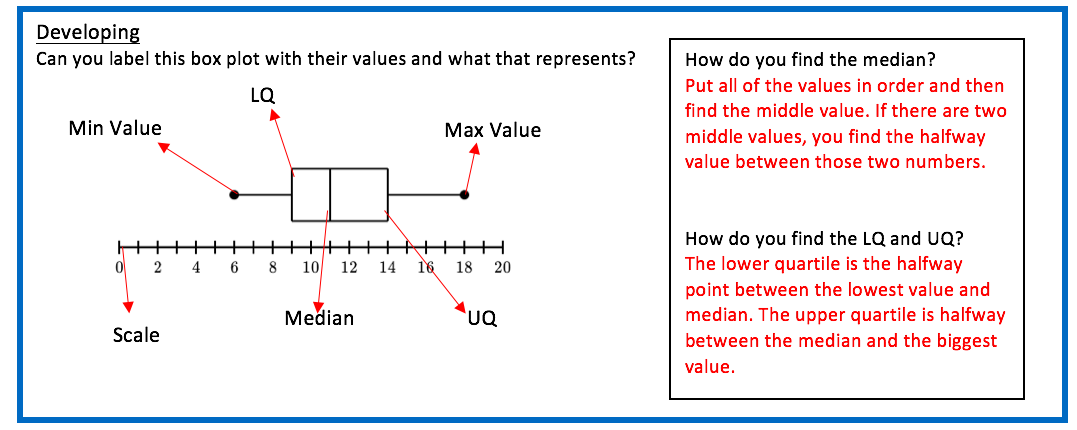 Developing
Can you label this box plot with their values and what that represents?
LQ
Min Value
Max Value
0 2 4 6 8 10 12 14 16 18 20
Median
UQ
Scale
How do you find the median?
Put all of the values in order and then
find the middle value. If there are two
middle values, you find the halfway
value between those two numbers.
How do you find the LQ and UQ?
The lower quartile is the halfway
point between the lowest value and
median. The upper quartile is halfway
between the median and the biggest
value.